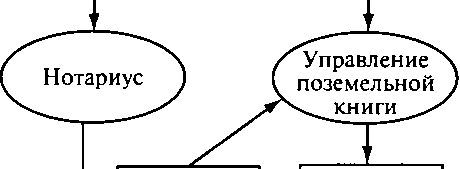 Нотариус
Управление
поземельной
книги